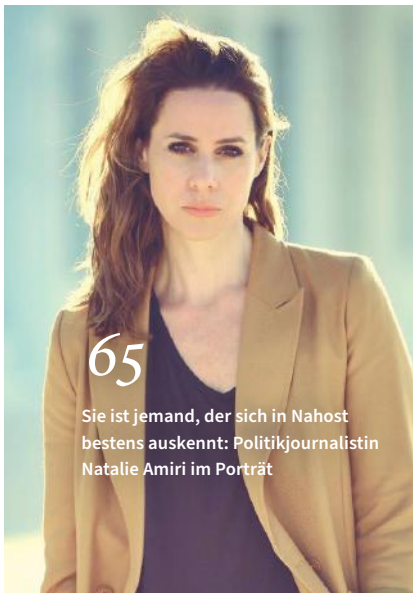 65
Sie ist jemand, der sich in Nahost
bestens auskennt: Politikjournalistin
Natalie Amiri im Porträt